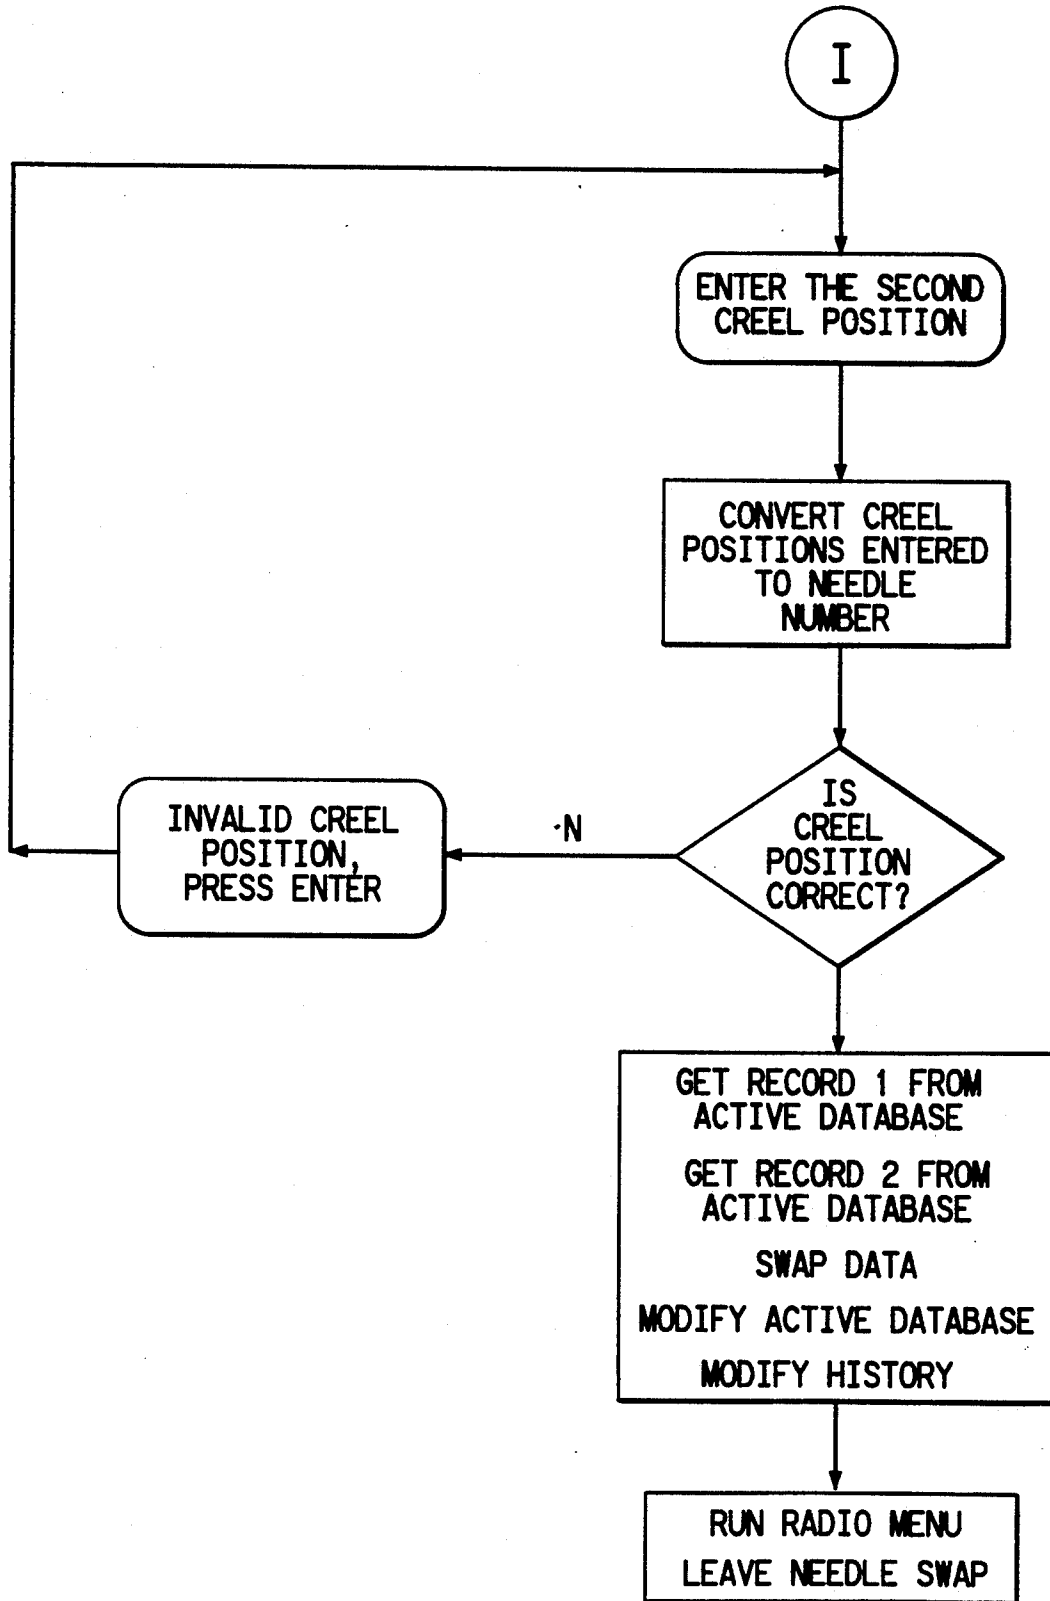 I
ENTER THE SECOND
CREEL POSITION
CONVERT CREEL
POSITIONS ENTERED
TO NEEDLE
NUMBER
IS
CREEL
POSITION
CORRECT?
N
INVALID CREEL
POSITION,
PRESS ENTER
GET RECORD 1 FROM
ACTIVE DATABASE
GET RECORD 2 FROM
ACTIVE DATABASE
SWAP DATA
MODIFY ACTIVE DATABASE
MODIFY HISTORY
RUN RADIO MENU
LEAVE NEEDLE SWAP